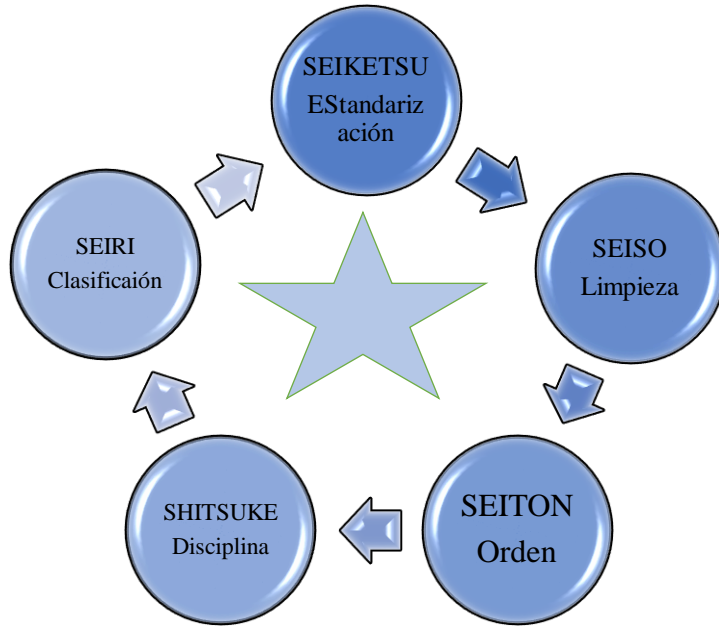 SEIKETSU
EStandariz
ación
SEISO
Limpieza
SEITON
Orden
SHITSUKE
Disciplina
SEIRI
Clasificaión